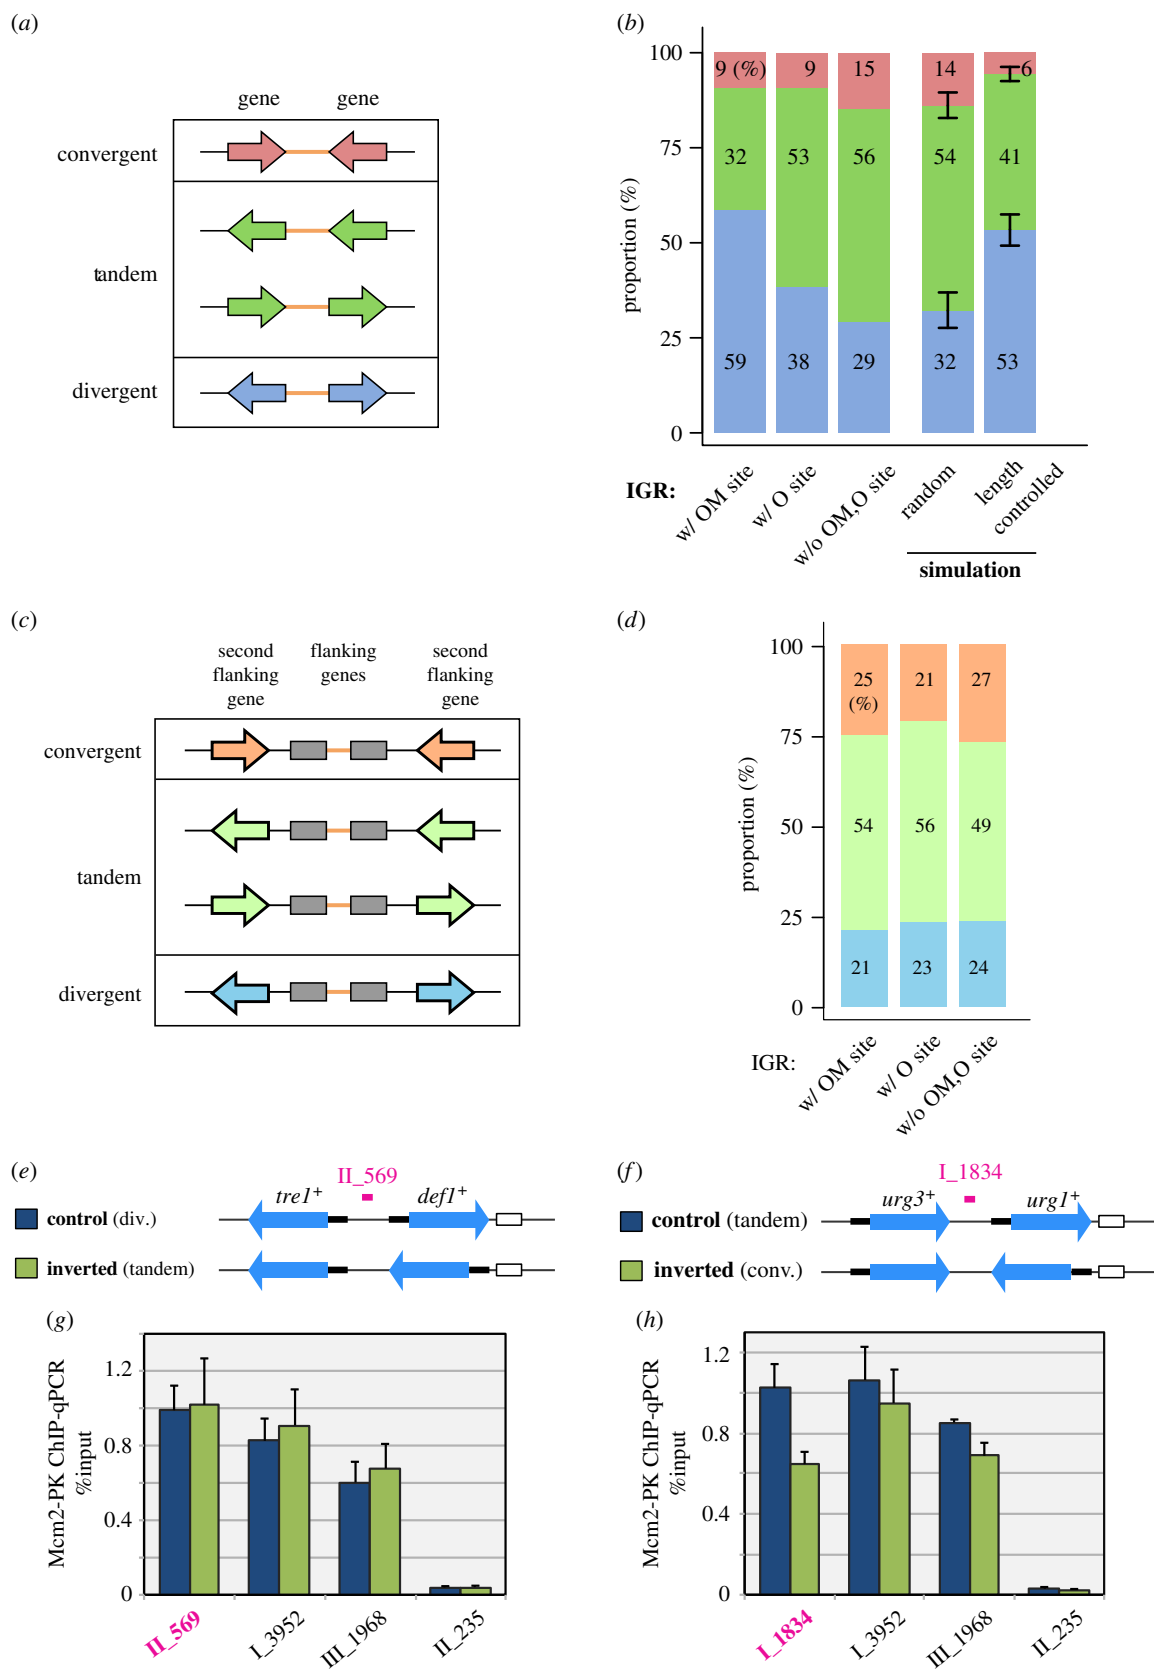 (a)
gene gene
convergent
tandem
divergent
(b)
proportion (%)
100
75
50
25
0
9 (%) 9 15 14 6
32 53 56 54 41
59 38 29 32 53
IGR:
w/ OM site
w/ O site
w/o OM,O site
random
length
controlled
simulation
(c)
second
flanking
gene
flanking
genes
second
flanking
gene
convergent
tandem
divergent
(d)
proportion (%)
100
75
50
25
0
25
(%)
21 27
54 56 49
21 23 24
IGR:
w/ OM site
w/ O site
w/o OM,O site
(e)
II_569
tre1+ def1+
control (div.)
inverted (tandem)
(f)
I_1834
urg3+ urg1+
control (tandem)
inverted (conv.)
(g)
Mcm2-PK ChIP-qPCR
%input
1.2
0.8
0.4
0
II_569
I_3952
III_1968
II_235
(h)
Mcm2-PK ChIP-qPCR
%input
1.2
0.8
0.4
0
I_1834
I_3952
III_1968
II_235